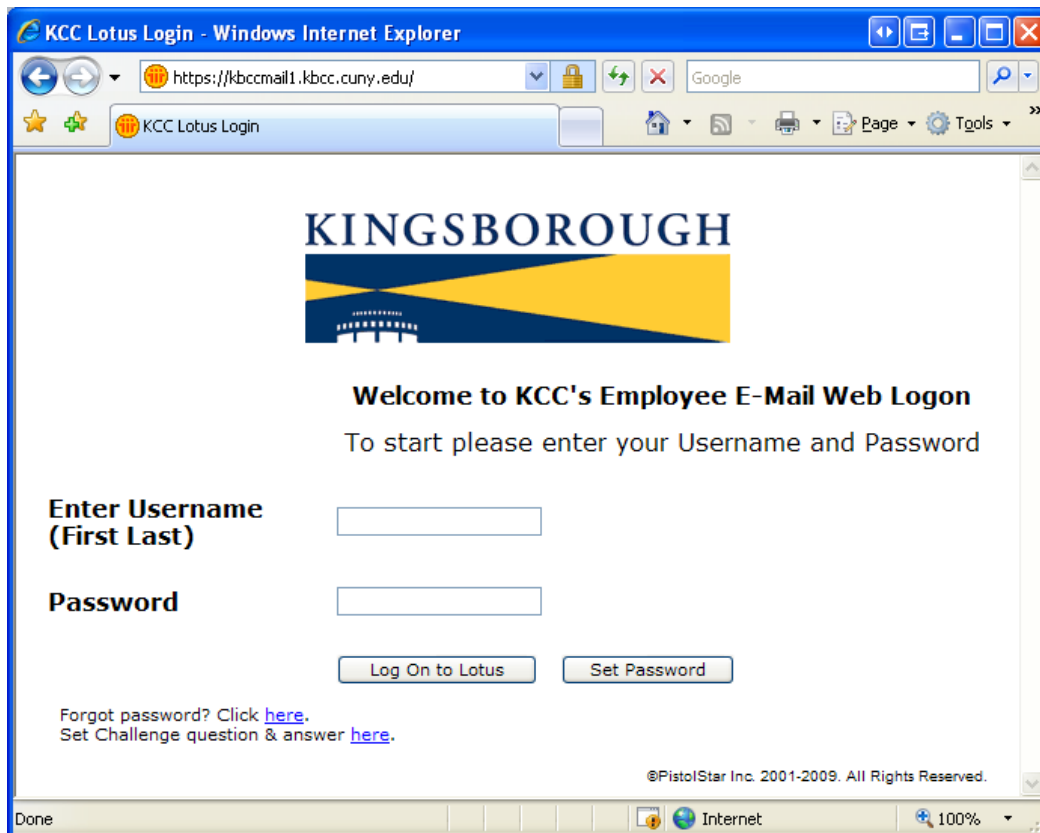 KCC Lotus Login - Windows Internet Explorer
https://kbccmail1.kbcc.cuny.edu/
Google
KCC Lotus Login
Page
Tools
»
KINGSBOROUGH
Welcome to KCC's Employee E-Mail Web Logon
To start please enter your Username and Password
Enter Username
(First Last)
Password
Log On to Lotus Set Password
Forgot password? Click here.
Set Challenge question & answer here.
©PistolStar Inc. 2001-2009. All Rights Reserved.
Done Internet 100%